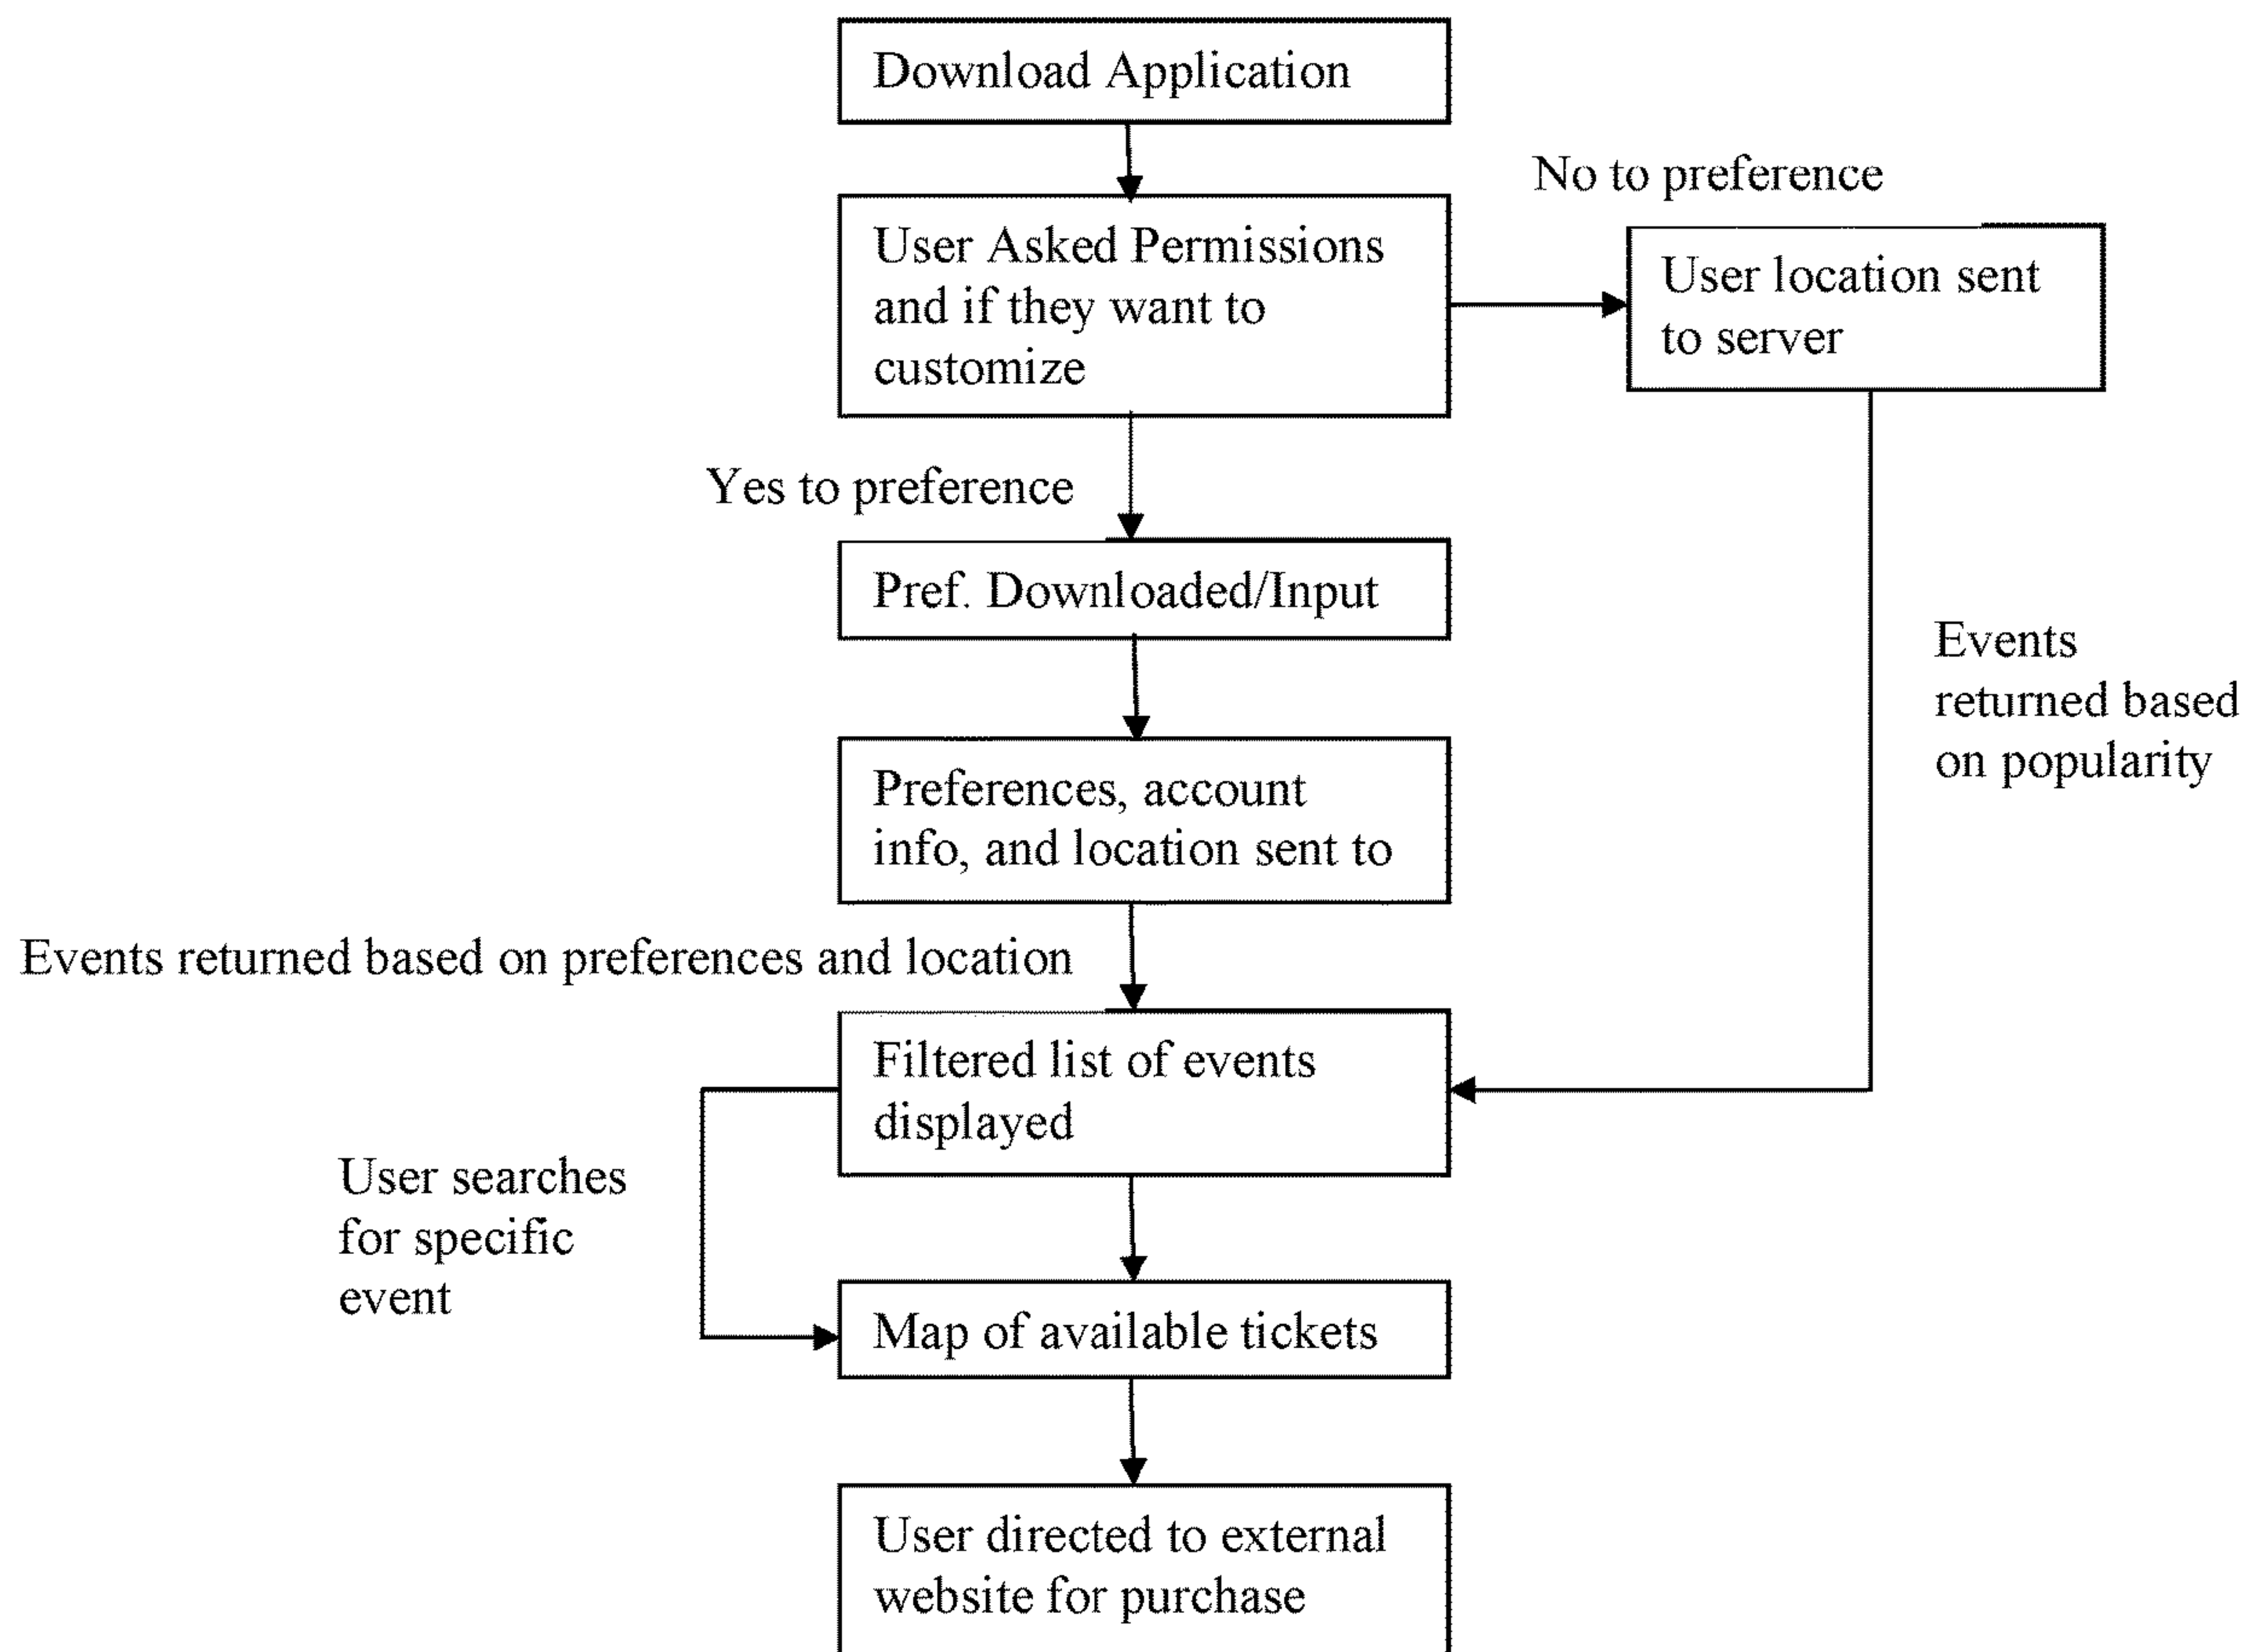 Download Application
No to preference
User Asked Permissions
and if they want to
customize
User location sent
to server
Yes to preference
Pref. Downloaded/Input
Events
returned based
on popularity
Preferences, account
info, and location sent to
Events returned based on preferences and location
Filtered list of events
displayed
User searches
for specific
event
Map of available tickets
User directed to external
website for purchase